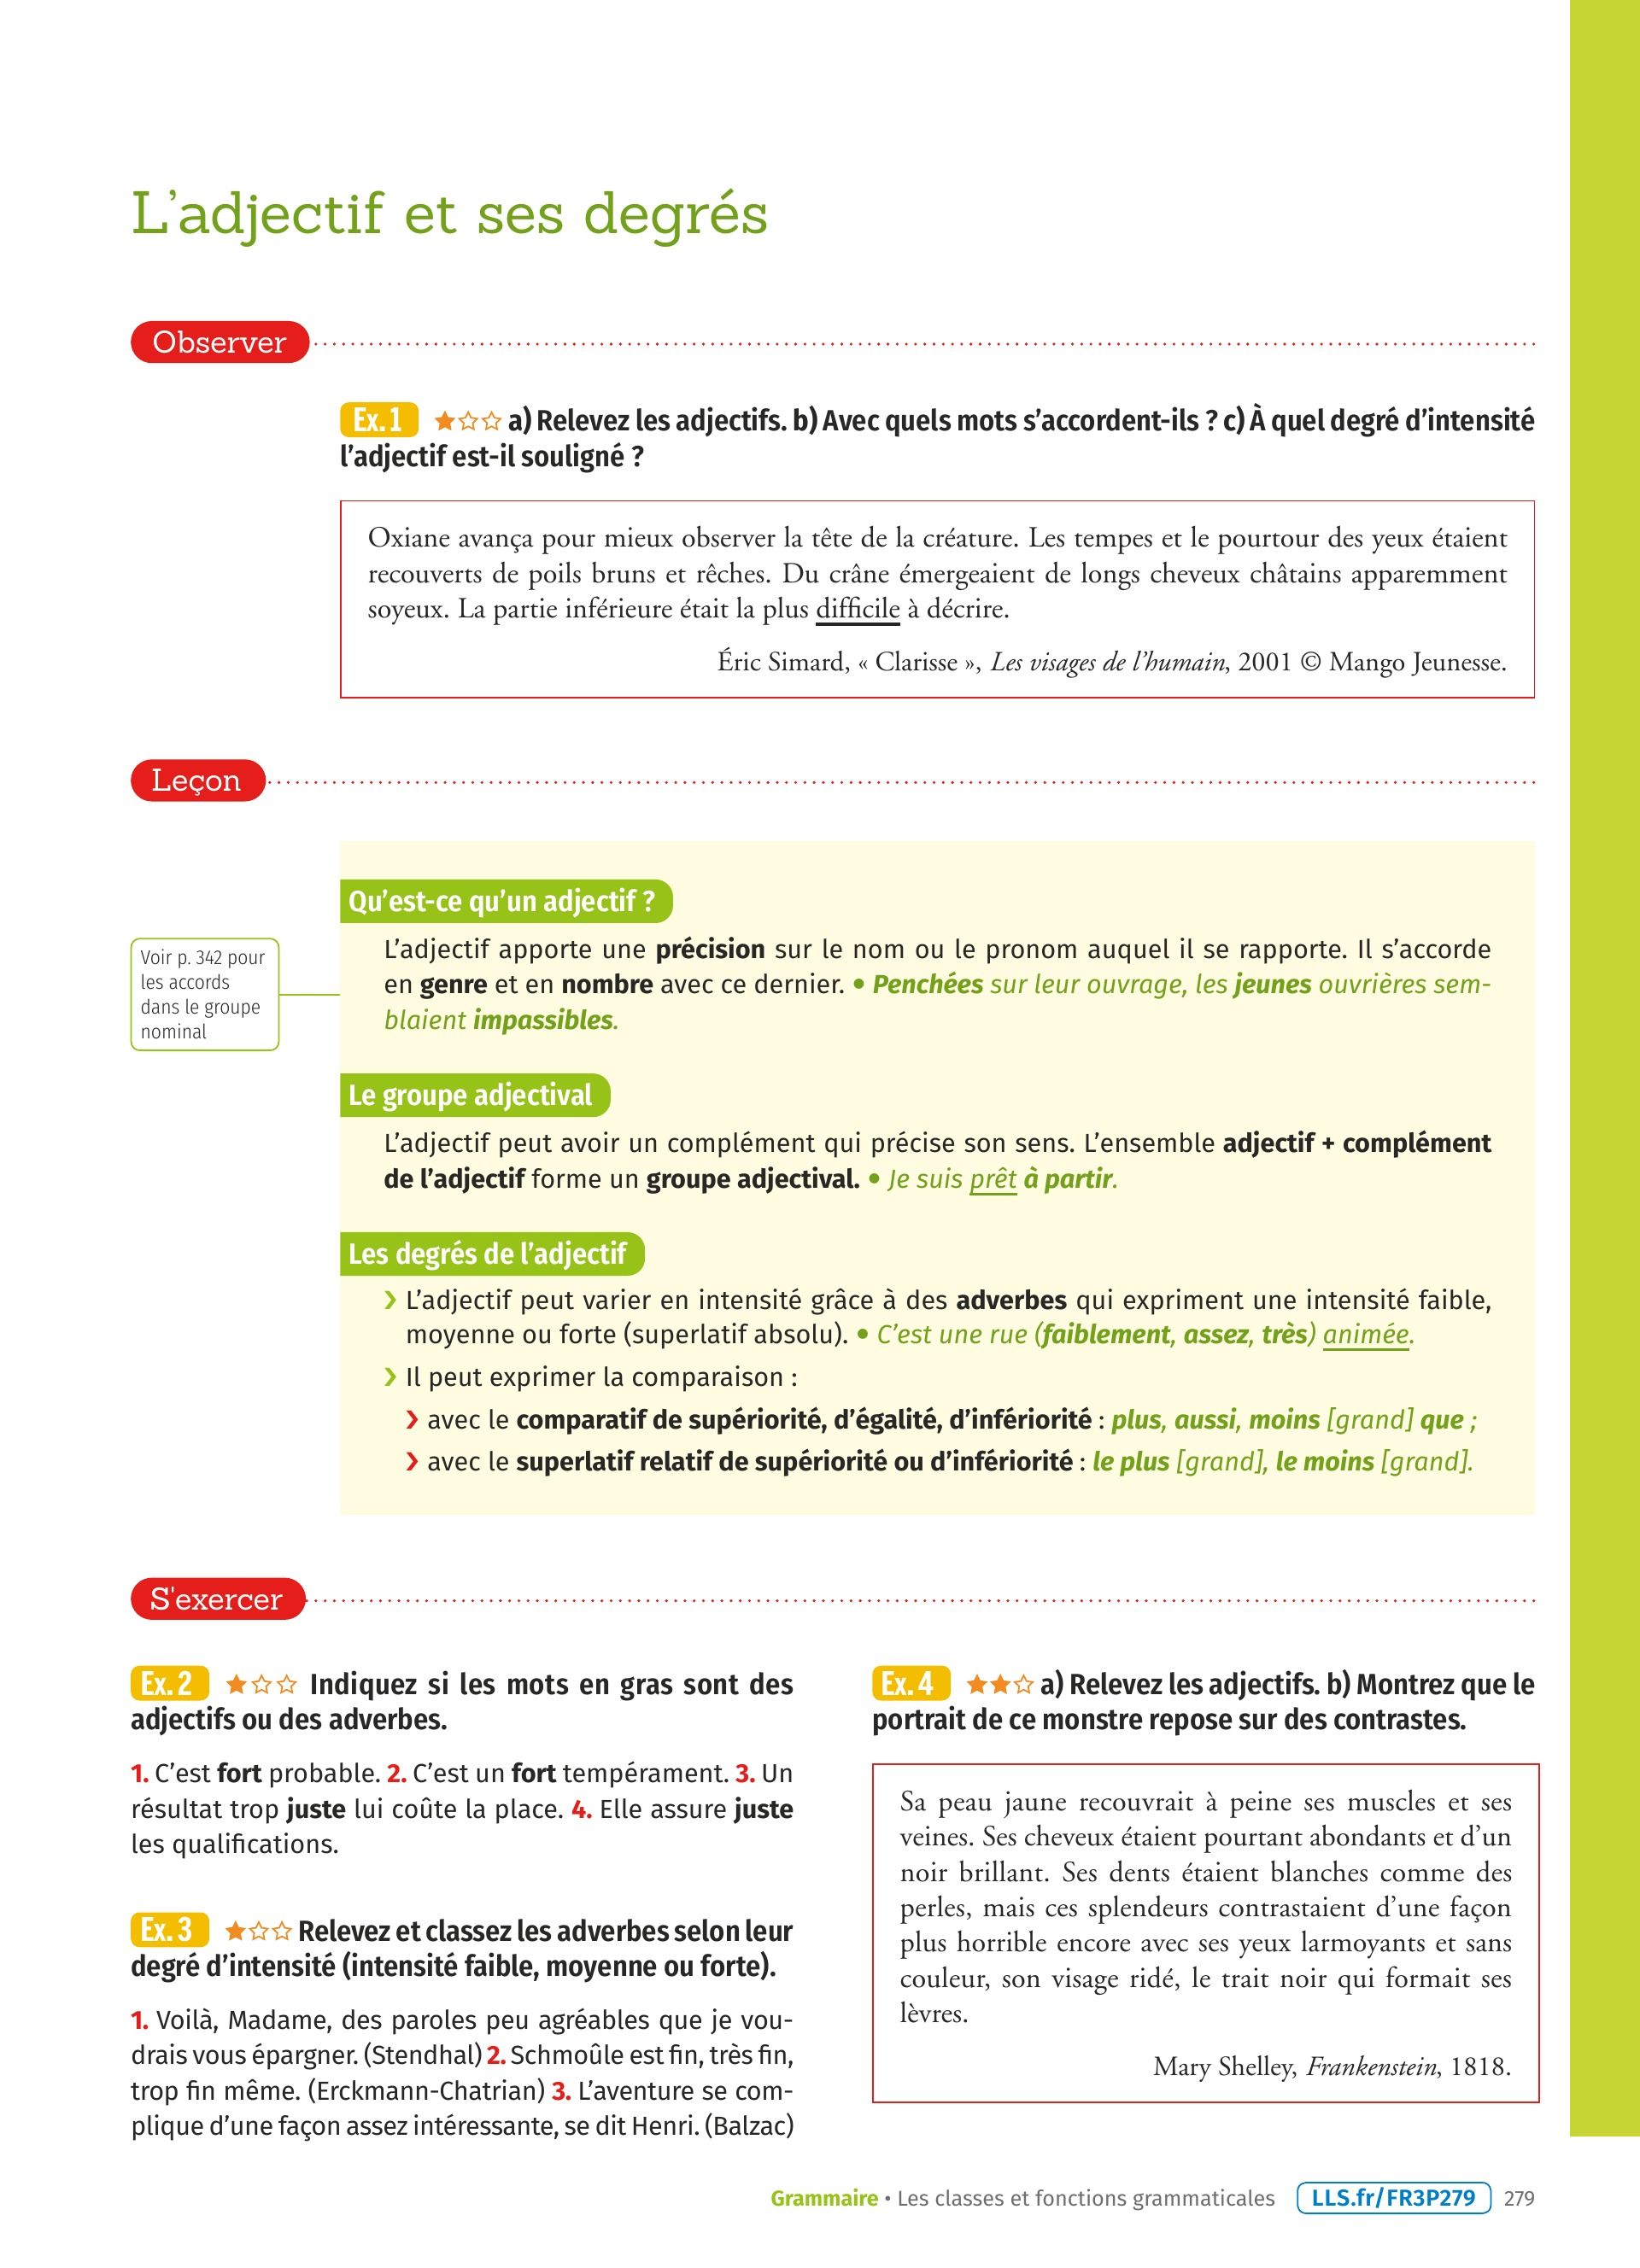 L'adjectif et ses degrés
Observer
Ex. 1 ★☆☆ a) Relevez les adjectifs. b) Avec quels mots s'accordent-ils ? c) À quel degré d'intensité
l'adjectif est-il souligné ?
Oxiane avança pour mieux observer la tête de la créature. Les tempes et le pourtour des yeux étaient
recouverts de poils bruns et rêches. Du crâne émergeaient de longs cheveux châtains apparemment
soyeux. La partie inférieure était la plus difficile à décrire.
Éric Simard, « Clarisse », Les visages de l'humain, 2001 © Mango Jeunesse.
Leçon
Qu'est-ce qu'un adjectif ?
L'adjectif apporte une précision sur le nom ou le pronom auquel il se rapporte. Il s'accorde
en genre et en nombre avec ce dernier. • Penchées sur leur ouvrage, les jeunes ouvrières sem-
blaient impassibles.
Voir p. 342 pour
les accords
dans le groupe
nominal
Le groupe adjectival
L'adjectif peut avoir un complément qui précise son sens. L'ensemble adjectif + complément
de l'adjectif forme un groupe adjectival. • Je suis prêt à partir.
Les degrés de l'adjectif
› L'adjectif peut varier en intensité grâce à des adverbes qui expriment une intensité faible,
moyenne ou forte (superlatif absolu). • C'est une rue (faiblement, assez, très) animée.
› Il peut exprimer la comparaison :
› avec le comparatif de supériorité, d'égalité, d'infériorité : plus, aussi, moins [grand] que ;
› avec le superlatif relatif de supériorité ou d'infériorité : le plus [grand], le moins [grand].
S'exercer
Ex. 2 ★☆☆ Indiquez si les mots en gras sont des
adjectifs ou des adverbes.
1. C'est fort probable. 2. C'est un fort tempérament. 3. Un
résultat trop juste lui coûte la place. 4. Elle assure juste
les qualifications.
Ex. 3 ★☆☆ Relevez et classez les adverbes selon leur
degré d'intensité (intensité faible, moyenne ou forte).
1. Voilà, Madame, des paroles peu agréables que je vou-
drais vous épargner. (Stendhal) 2. Schmoûle est fin, très fin,
trop fin même. (Erckmann-Chatrian) 3. L'aventure se com-
plique d'une façon assez intéressante, se dit Henri. (Balzac)
Ex. 4 ★★☆ a) Relevez les adjectifs. b) Montrez que le
portrait de ce monstre repose sur des contrastes.
Sa peau jaune recouvrait à peine ses muscles et ses
veines. Ses cheveux étaient pourtant abondants et d'un
noir brillant. Ses dents étaient blanches comme des
perles, mais ces splendeurs contrastaient d'une façon
plus horrible encore avec ses yeux larmoyants et sans
couleur, son visage ridé, le trait noir qui formait ses
lèvres.
Mary Shelley, Frankenstein, 1818.
Grammaire • Les classes et fonctions grammaticales LLS.fr/FR3P279 279